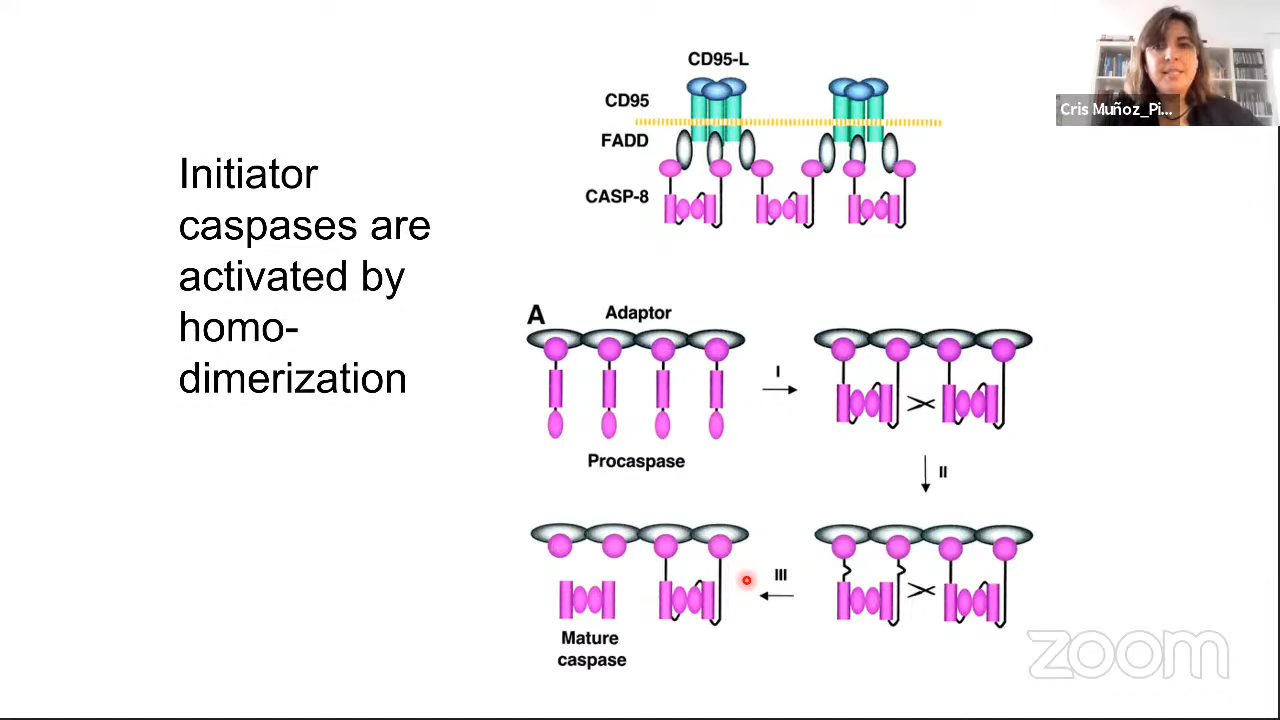 Initiator
caspases are
activated by
homo-
dimerization
CD95-L
CD95
FADD
CASP-8
A
Adaptor
I
Procaspase
II
III
Mature
caspase
Cris Muñoz_Pi...
zoom